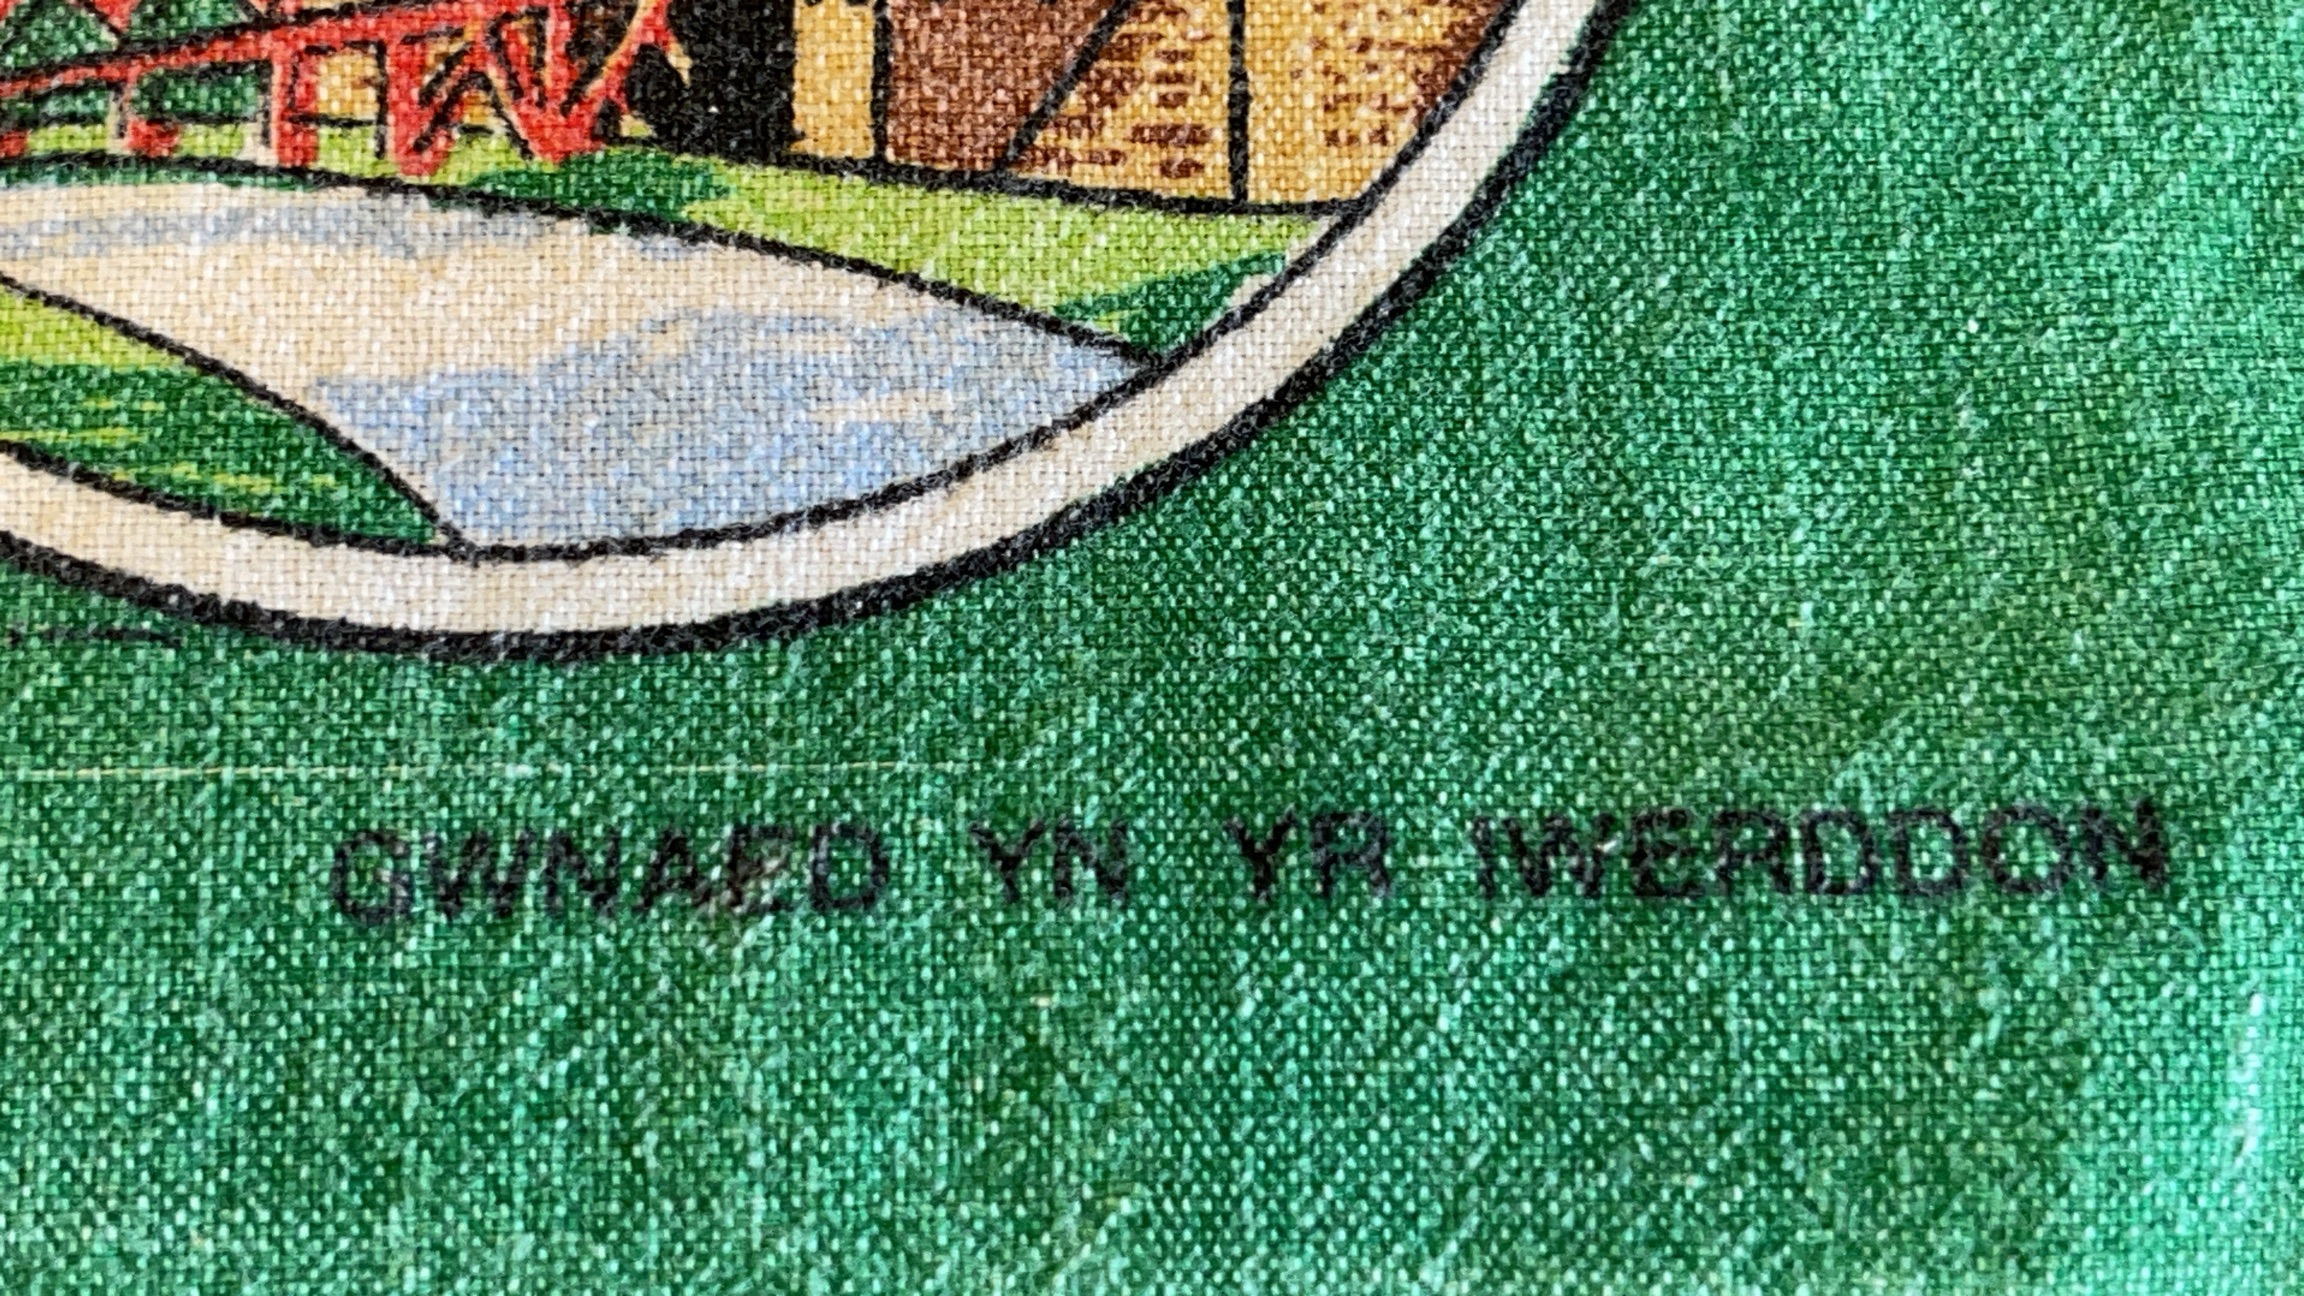 GWNAED YN YR IWERDDON